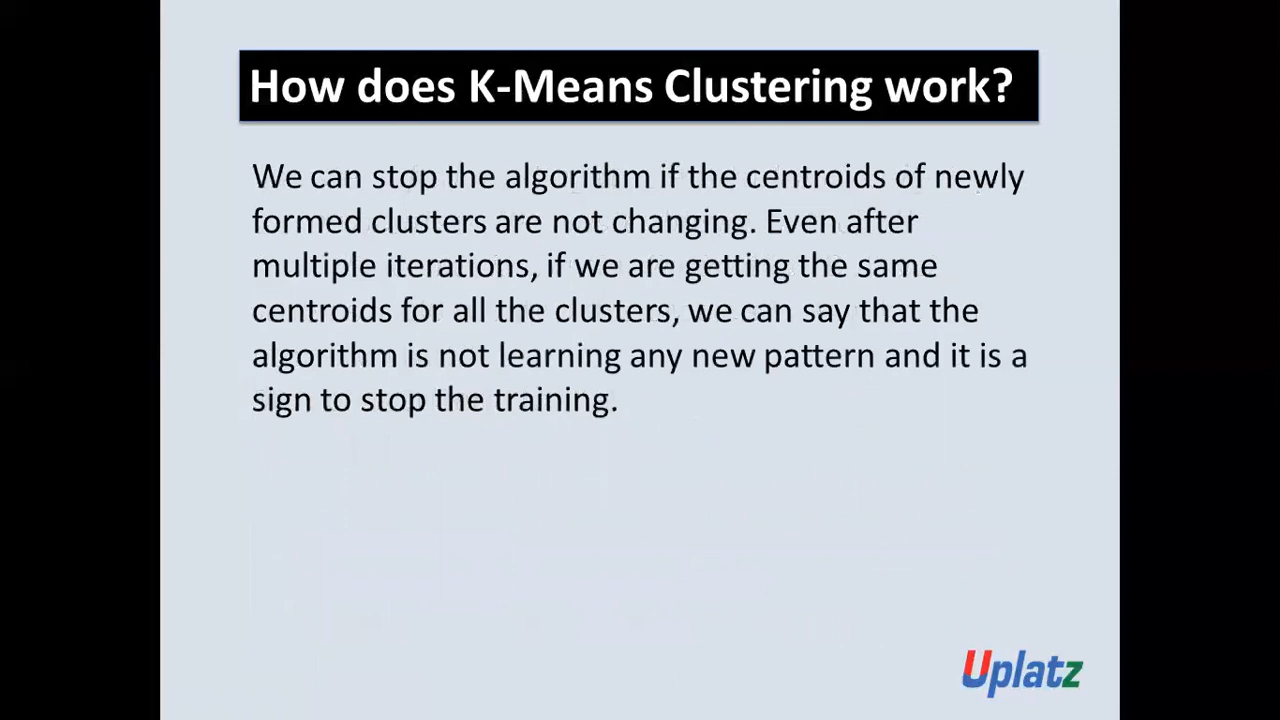 How does K-Means Clustering work?
We can stop the algorithm if the centroids of newly
formed clusters are not changing. Even after
multiple iterations, if we are getting the same
centroids for all the clusters, we can say that the
algorithm is not learning any new pattern and it is a
sign to stop the training.
Uplatz